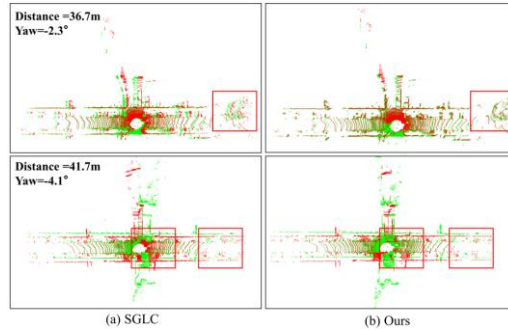 Distance =36.7m
Yaw=-2.3°
Distance =41.7m
Yaw=-4.1°
(a) SGLC
(b) Ours